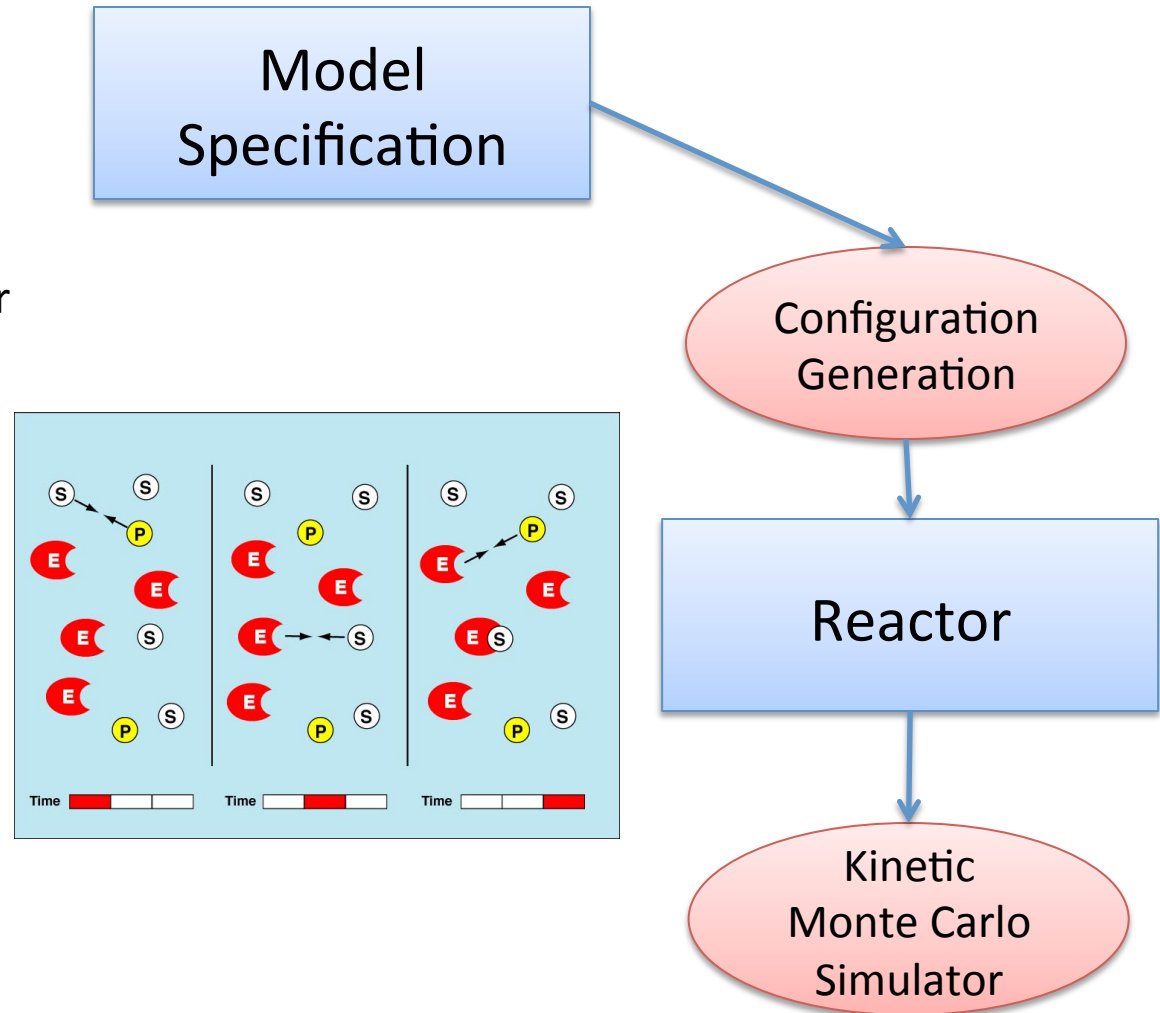 Model
Specification
r
Configuration
Generation
S S S S S S
P P P
E E E
E E E
E S E S E S
E E E
P S P S P S
Time Time Time
Reactor
Kinetic
Monte Carlo
Simulator